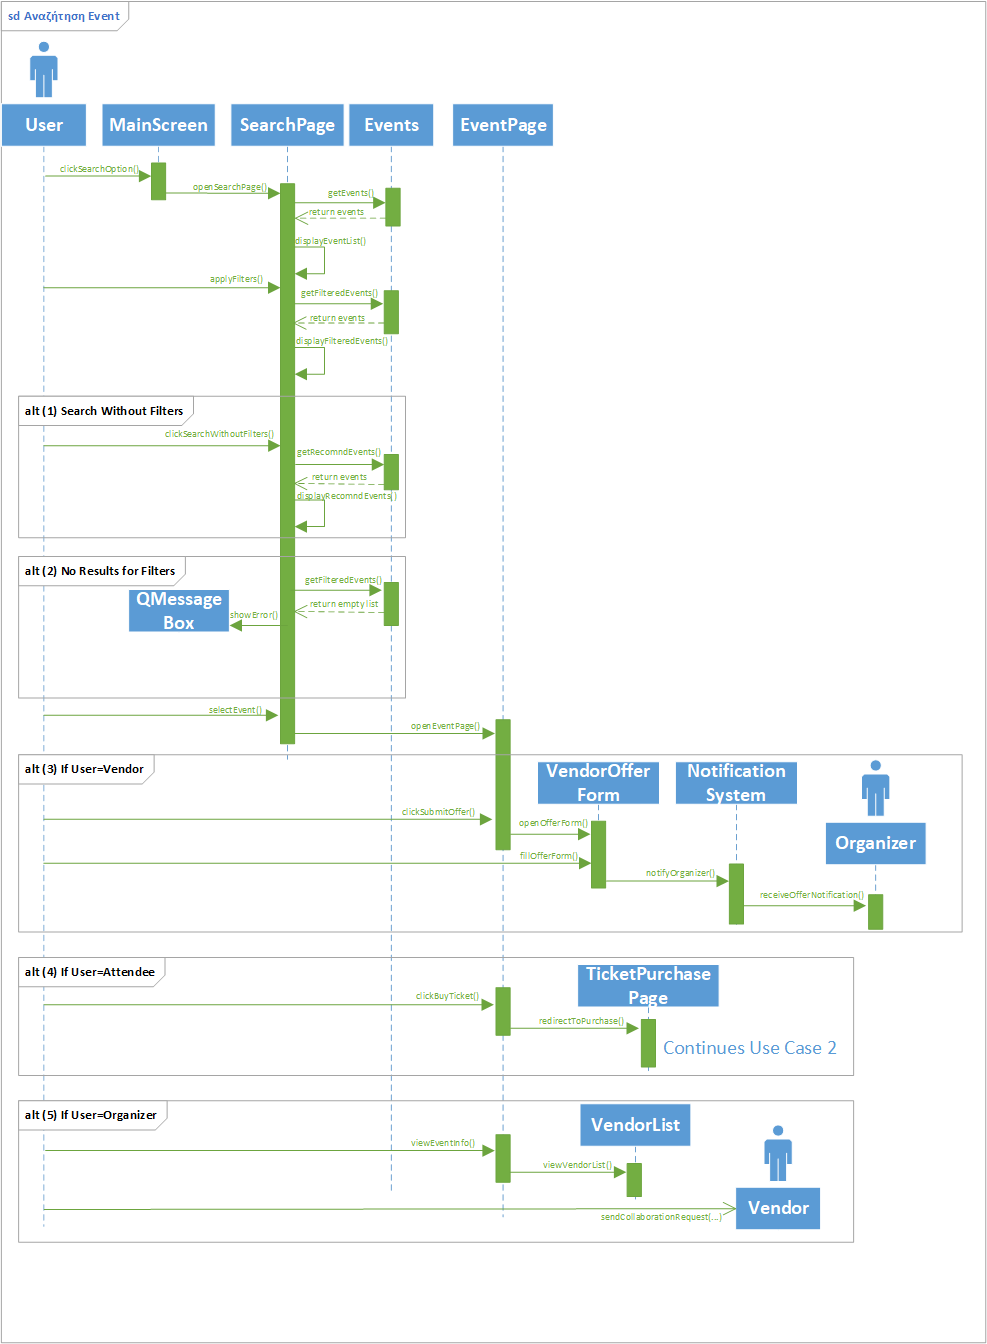 sd Αναζήτηση Event
User
MainScreen
SearchPage
Events
EventPage
clickSearchOption()
openSearchPage()
getEvents()
return events
displayEventList()
applyFilters()
getFilteredEvents()
return events
displayFilteredEvents()
alt (1) Search Without Filters
clickSearchWithoutFilters()
getRecomndEvents()
return events
displayRecomndEvents()
alt (2) No Results for Filters
getFilteredEvents()
QMessage
Box
return empty list
showError()
selectEvent()
openEventPage()
alt (3) If User=Vendor
VendorOffer
Form
Notification
System
Organizer
clickSubmitOffer()
openOfferForm()
fillOfferForm()
notifyOrganizer()
receiveOfferNotification()
alt (4) If User=Attendee
TicketPurchase
Page
clickBuyTicket()
redirectToPurchase()
Continues Use Case 2
alt (5) If User=Organizer
VendorList
viewEventInfo()
viewVendorList()
Vendor
sendCollaborationRequest(...)